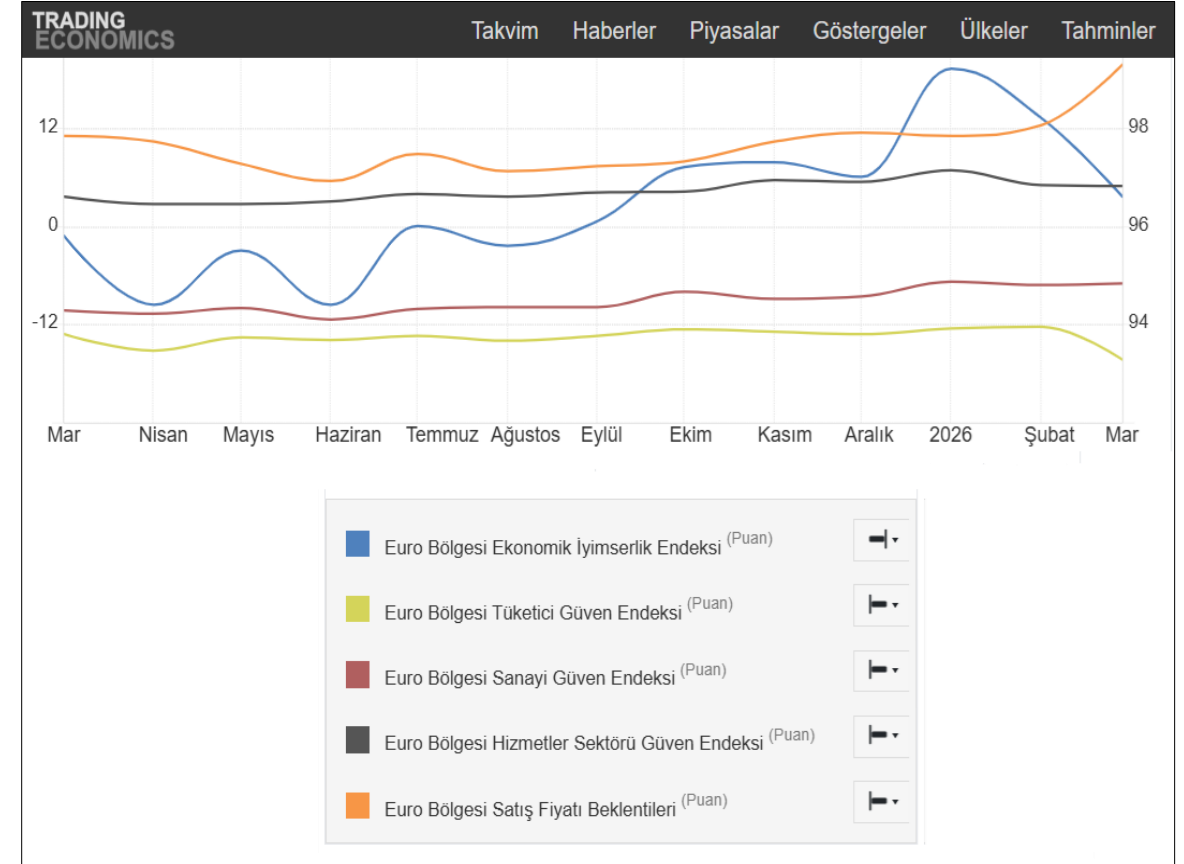 TRADING
ECONOMICS
Takvim Haberler Piyasalar Göstergeler Ülkeler Tahminler
12 98
0 96
-12 94
Mar Nisan Mayıs Haziran Temmuz Ağustos Eylül Ekim Kasım Aralık 2026 Şubat Mar
Euro Bölgesi Ekonomik İyimserlik Endeksi (Puan)
Euro Bölgesi Tüketici Güven Endeksi (Puan)
Euro Bölgesi Sanayi Güven Endeksi (Puan)
Euro Bölgesi Hizmetler Sektörü Güven Endeksi (Puan)
Euro Bölgesi Satış Fiyatı Beklentileri (Puan)